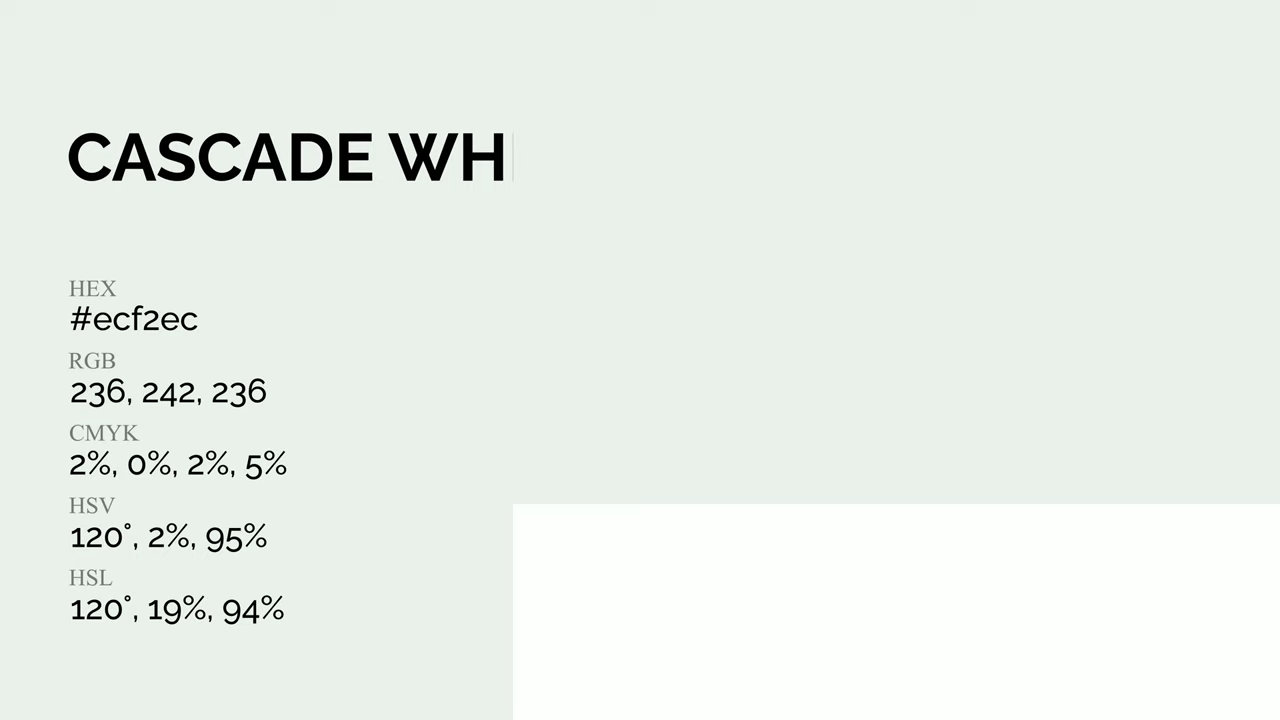 CASCADE WH
HEX
#ecf2ec
RGB
236, 242, 236
CMYK
2%, 0%, 2%, 5%
HSV
120°, 2%, 95%
HSL
120°, 19%, 94%